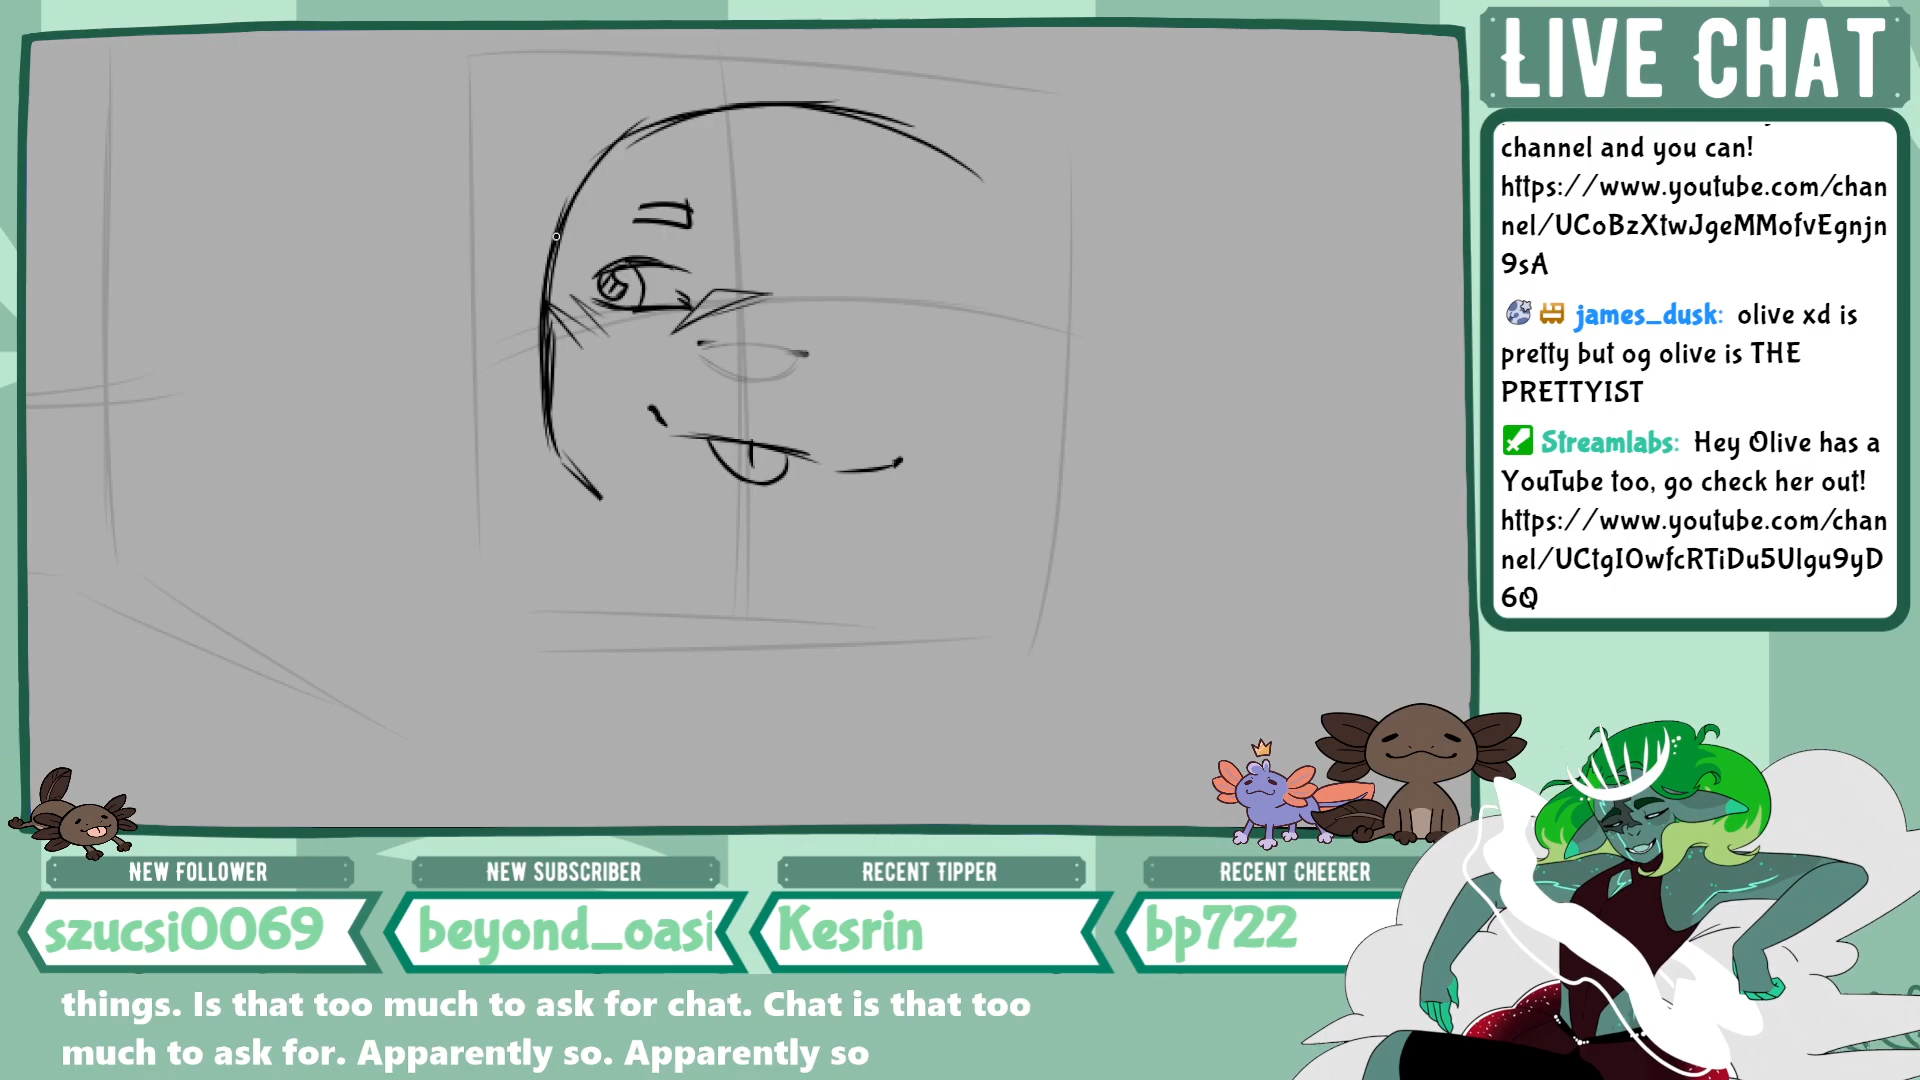 LIVE CHAT
channel and you can!
https://www.youtube.com/chan
nel/UCoBzXtwJgeMMofvEgnjn
9sA
james_dusk: olive xd is
pretty but og olive is THE
PRETTYIST
Streamlabs: Hey Olive has a
YouTube too, go check her out!
https://www.youtube.com/chan
nel/UCtgIOwfcRTiDu5Ulgu9yD
6Q
NEW FOLLOWER
NEW SUBSCRIBER
RECENT TIPPER
RECENT CHEERER
szucsi0069
beyond_oasi
Kesrin
bp722
things. Is that too much to ask for chat. Chat is that too
much to ask for. Apparently so. Apparently so